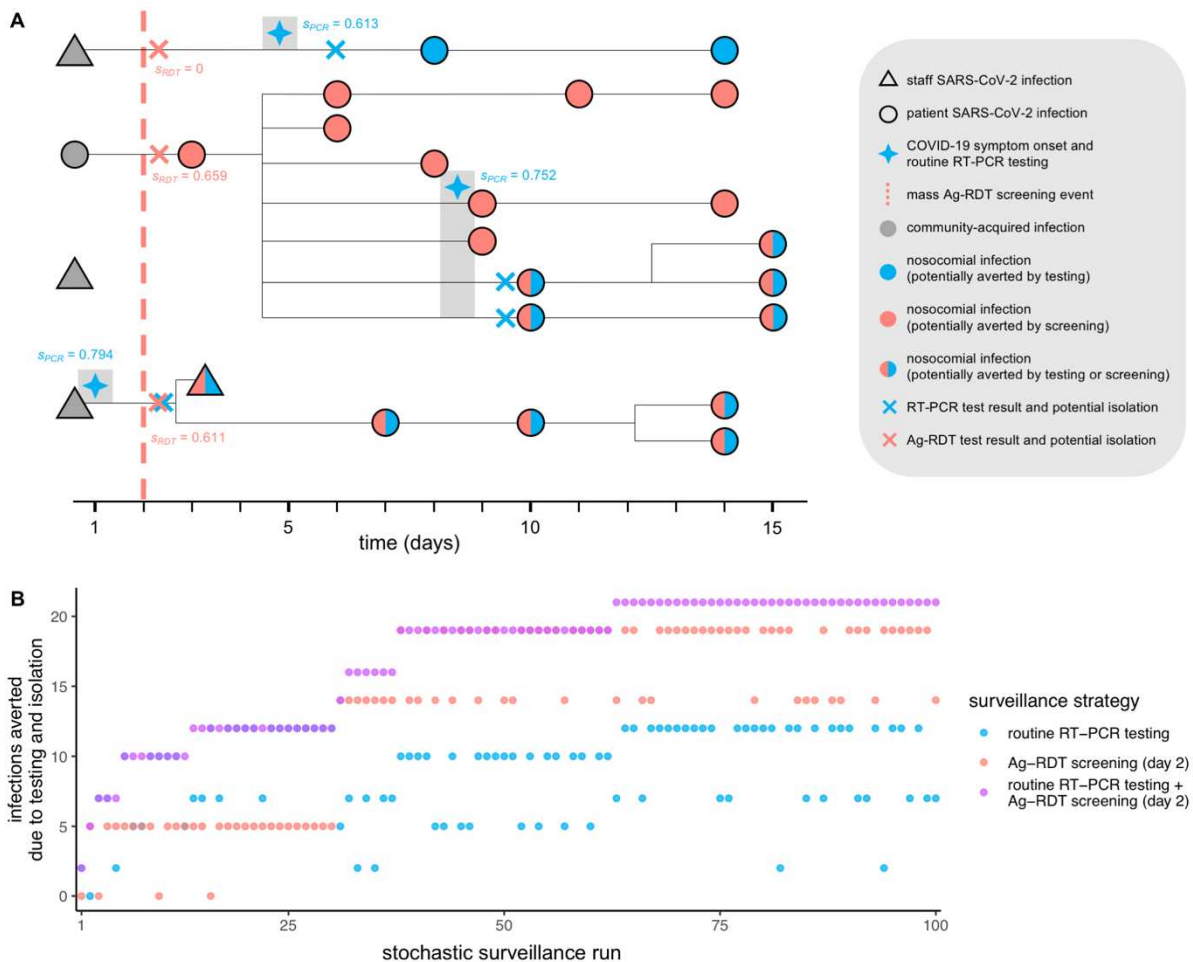 A
sPCR = 0.613
sRDT = 0
sRDT = 0.659
sPCR = 0.752
sPCR = 0.794
sRDT = 0.611
1
5
10
15
time (days)
staff SARS-CoV-2 infection
patient SARS-CoV-2 infection
COVID-19 symptom onset and
routine RT-PCR testing
mass Ag-RDT screening event
community-acquired infection
nosocomial infection
(potentially averted by testing)
nosocomial infection
(potentially averted by screening)
nosocomial infection
(potentially averted by testing or screening)
RT-PCR test result and potential isolation
Ag-RDT test result and potential isolation
B
infections averted
due to testing and isolation
20
15
10
5
0
1
25
50
75
100
stochastic surveillance run
surveillance strategy
routine RT−PCR testing
Ag−RDT screening (day 2)
routine RT−PCR testing +
Ag−RDT screening (day 2)